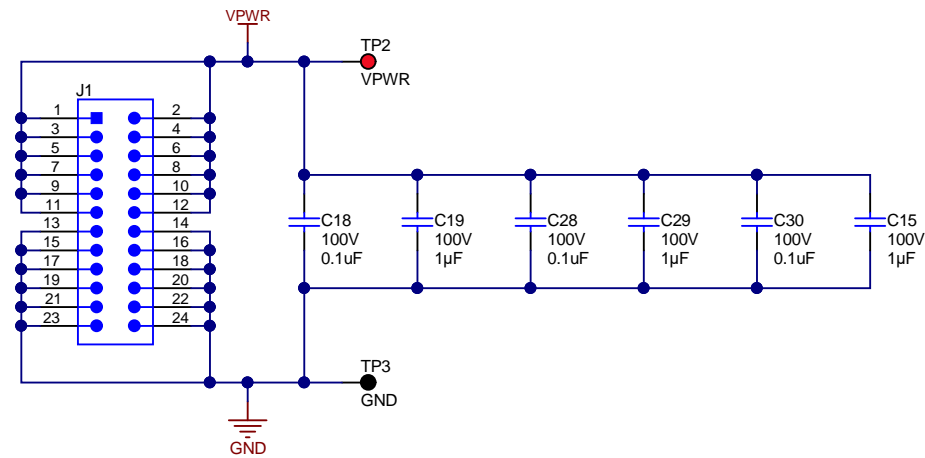 VPWR
TP2
VPWR
J1
1 2
3 4
5 6
7 8
9 10
11 12
13 14
15 16
17 18
19 20
21 22
23 24
C18
100V
0.1uF
C19
100V
1µF
C28
100V
0.1uF
C29
100V
1µF
C30
100V
0.1uF
C15
100V
1µF
TP3
GND
GND